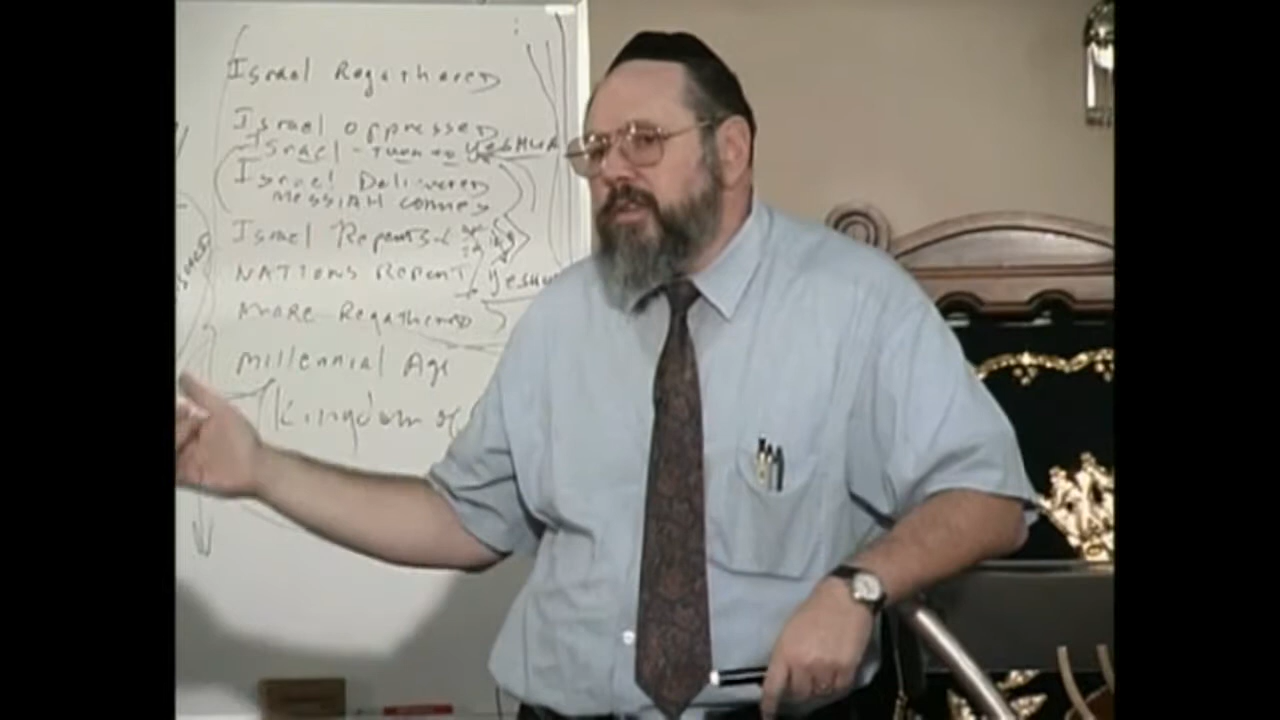 Israel Regathered
Israel oppressed
Israel - turn to YESHUA
Israel Delivered
MESSIAH comes
Israel Repents
NATIONS Repent
YESHU
MORE Regathered
Millennial Age
Kingdom of